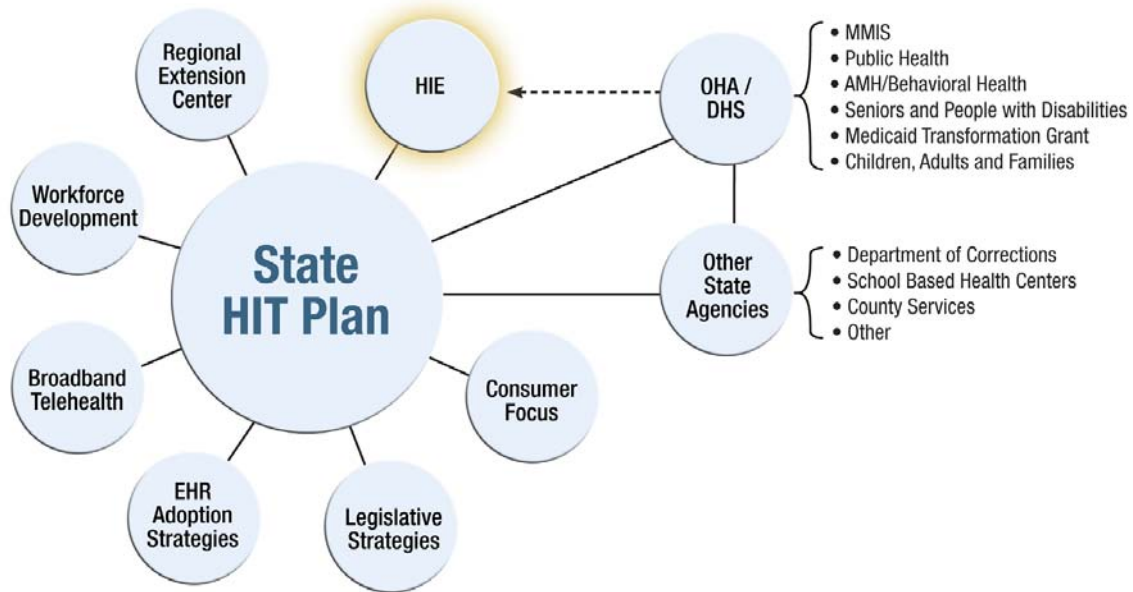 Regional
Extension
Center
HIE
OHA /
DHS
• MMIS
• Public Health
• AMH/Behavioral Health
• Seniors and People with Disabilities
• Medicaid Transformation Grant
• Children, Adults and Families
Workforce
Development
State
HIT Plan
Other
State
Agencies
• Department of Corrections
• School Based Health Centers
• County Services
• Other
Broadband
Telehealth
Consumer
Focus
EHR
Adoption
Strategies
Legislative
Strategies